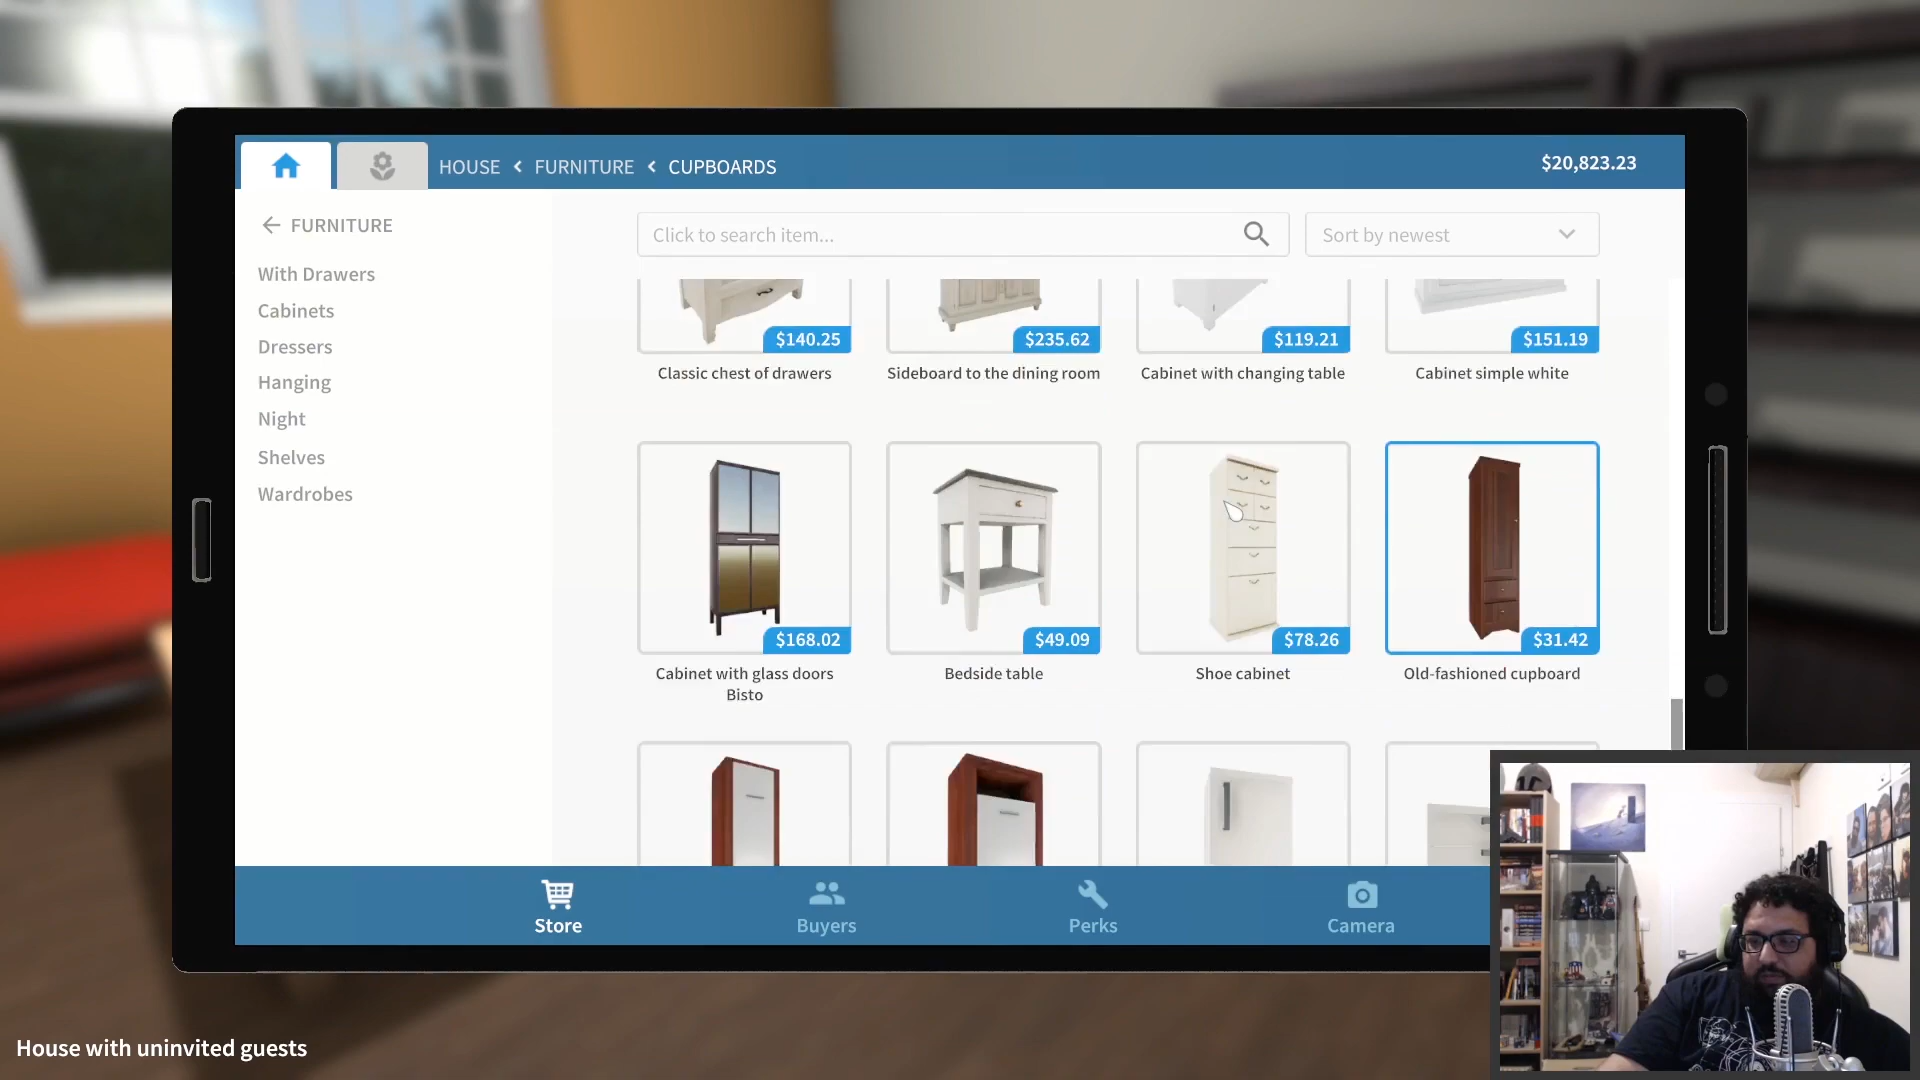 HOUSE < FURNITURE < CUPBOARDS
$20,823.23
FURNITURE
With Drawers
Cabinets
Dressers
Hanging
Night
Shelves
Wardrobes
Click to search item...
Sort by newest
$140.25
$235.62
$119.21
$151.19
Classic chest of drawers
Sideboard to the dining room
Cabinet with changing table
Cabinet simple white
$168.02
$49.09
$78.26
$31.42
Cabinet with glass doors
Bisto
Bedside table
Shoe cabinet
Old-fashioned cupboard
Store
Buyers
Perks
Camera
House with uninvited guests